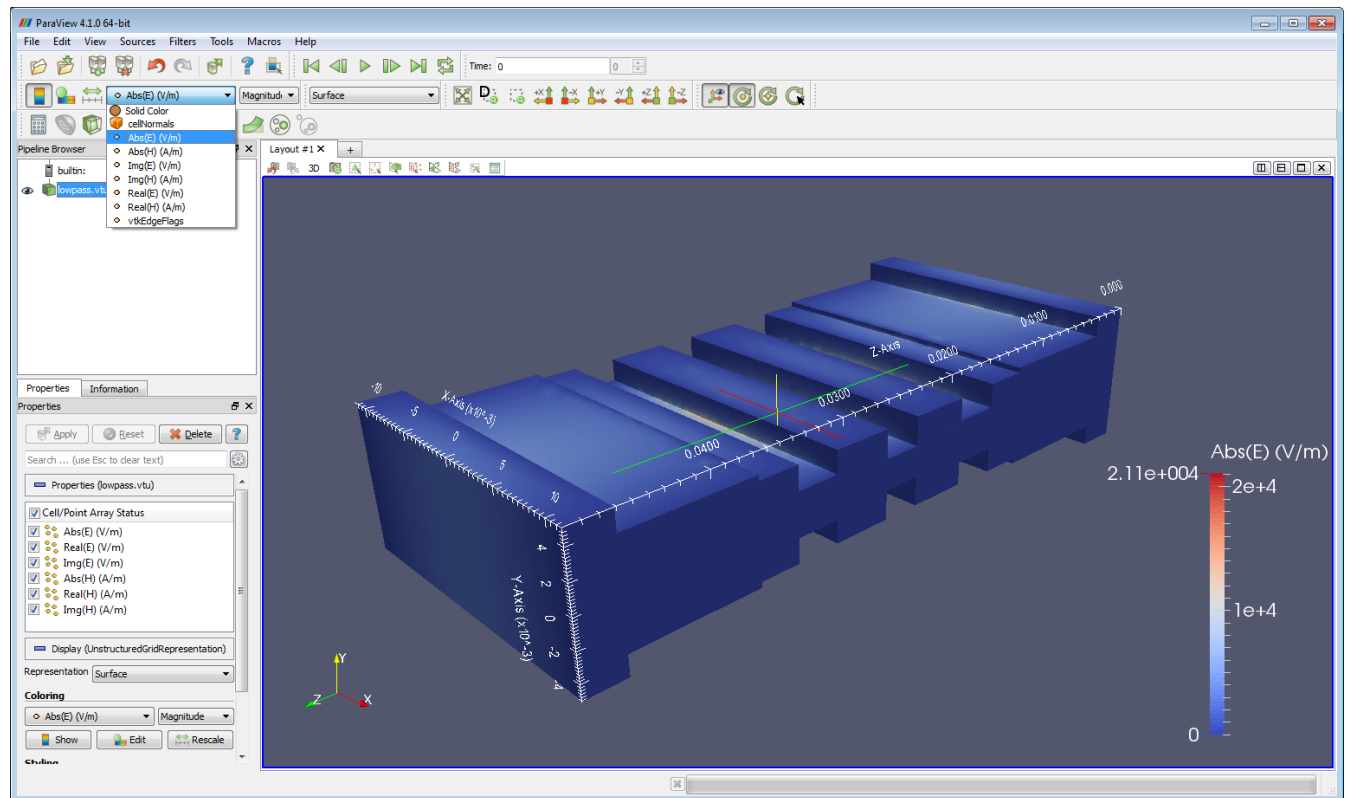 ParaView 4.1.0 64-bit
File Edit View Sources Filters Tools Macros Help
Time: 0 0
Abs(E) (V/m) Magnitud Surface
+X -X +Y -Y +Z -Z
Solid Color
cellNormals
Abs(E) (V/m)
Abs(H) (A/m)
Img(E) (V/m)
Img(H) (A/m)
Real(E) (V/m)
Real(H) (A/m)
vtkEdgeFlags
Pipeline Browser
builtin:
lowpass.vtu
Layout #1 X +
3D
Properties Information
Properties
Apply Reset Delete ?
Search ... (use Esc to clear text)
Properties (lowpass.vtu)
Cell/Point Array Status
Abs(E) (V/m)
Real(E) (V/m)
Img(E) (V/m)
Abs(H) (A/m)
Real(H) (A/m)
Img(H) (A/m)
Display (UnstructuredGridRepresentation)
Representation Surface
Coloring
Abs(E) (V/m) Magnitude
Show Edit Rescale
Styling
0.000
0.0100
Z-Axis
0.0200
0.0300
0.0400
-10
-5
X-Axis (x10^-3)
0
5
10
4
2
Y-Axis (x10^-3)
0
-2
-4
Y
Z X
Abs(E) (V/m)
2.11e+004
2e+4
1e+4
0